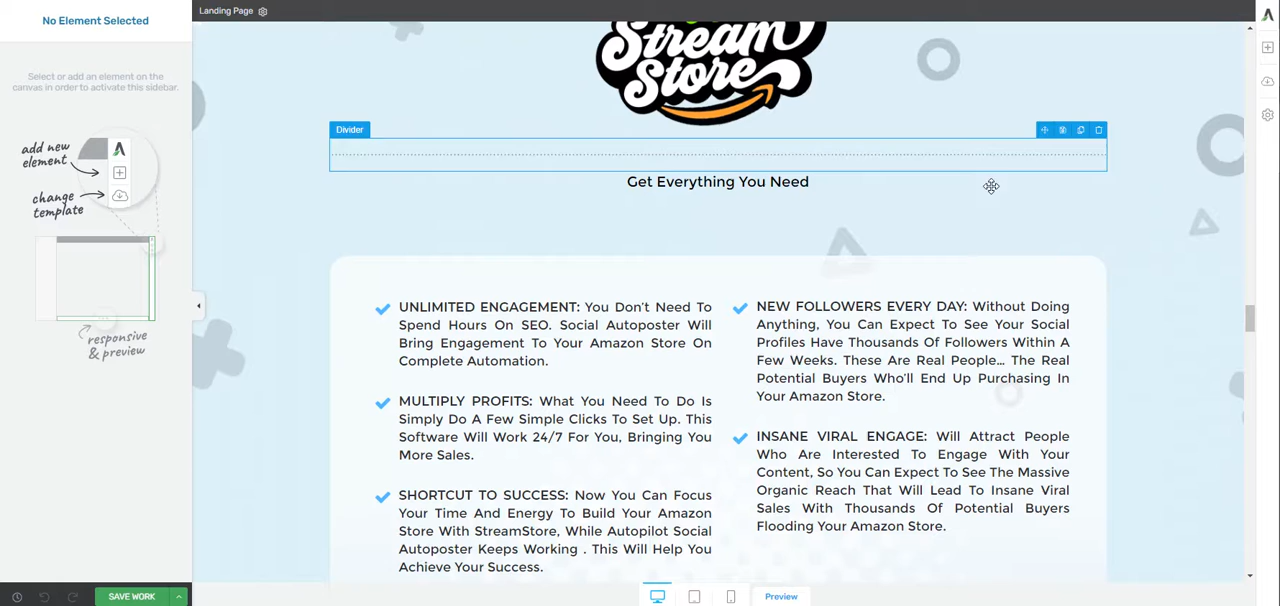 No Element Selected
Landing Page
Select or add an element on the
canvas in order to activate this sidebar.
add new
element
change
template
responsive
& preview
SAVE WORK
Stream
Store
Divider
Get Everything You Need
UNLIMITED ENGAGEMENT: You Don't Need To
Spend Hours On SEO. Social Autoposter Will
Bring Engagement To Your Amazon Store On
Complete Automation.
MULTIPLY PROFITS: What You Need To Do Is
Simply Do A Few Simple Clicks To Set Up. This
Software Will Work 24/7 For You, Bringing You
More Sales.
SHORTCUT TO SUCCESS: Now You Can Focus
Your Time And Energy To Build Your Amazon
Store With StreamStore, While Autopilot Social
Autoposter Keeps Working . This Will Help You
Achieve Your Success.
NEW FOLLOWERS EVERY DAY: Without Doing
Anything, You Can Expect To See Your Social
Profiles Have Thousands Of Followers Within A
Few Weeks. These Are Real People... The Real
Potential Buyers Who'll End Up Purchasing In
Your Amazon Store.
INSANE VIRAL ENGAGE: Will Attract People
Who Are Interested To Engage With Your
Content, So You Can Expect To See The Massive
Organic Reach That Will Lead To Insane Viral
Sales With Thousands Of Potential Buyers
Flooding Your Amazon Store.
Preview